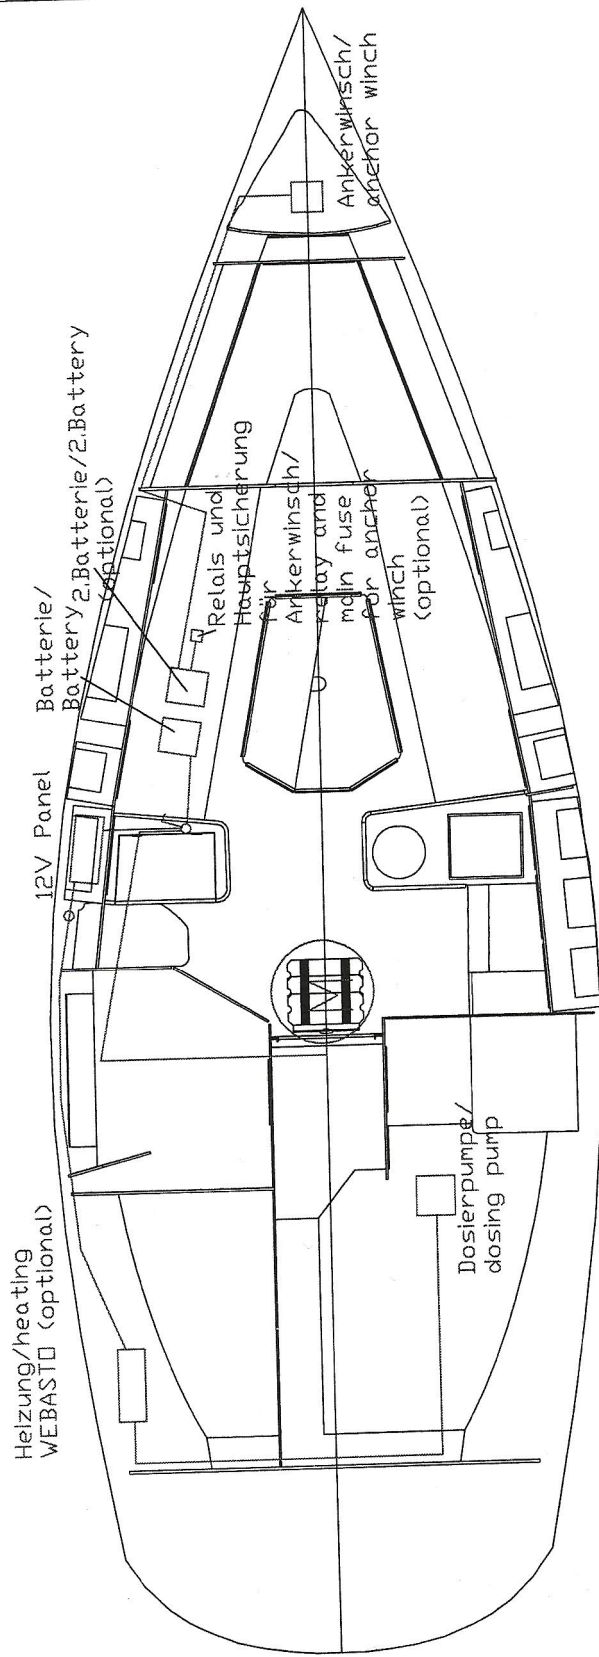 Ankerwinsch/
anchor winch
Batterie/
Battery
2.Batterie/2.Battery
(optional)
Relais und
Hauptsicherung
für
Ankerwinsch/
relay and
main fuse
for anchor
winch
(optional)
12V Panel
Heizung/heating
WEBASTO (optional)
Dosierpumpe/
dosing pump